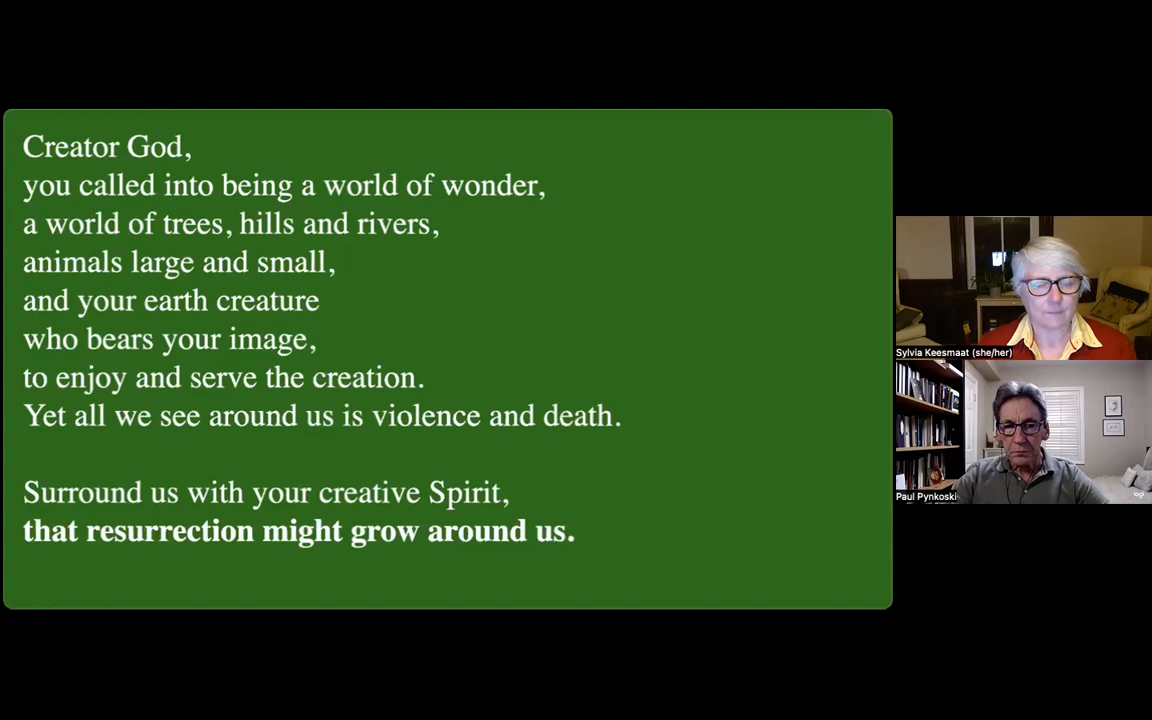 Creator God,
you called into being a world of wonder,
a world of trees, hills and rivers,
animals large and small,
and your earth creature
who bears your image,
to enjoy and serve the creation.
Yet all we see around us is violence and death.
Surround us with your creative Spirit,
that resurrection might grow around us.
Sylvia Keesmaat (she/her)
Paul Pynkoski
logi